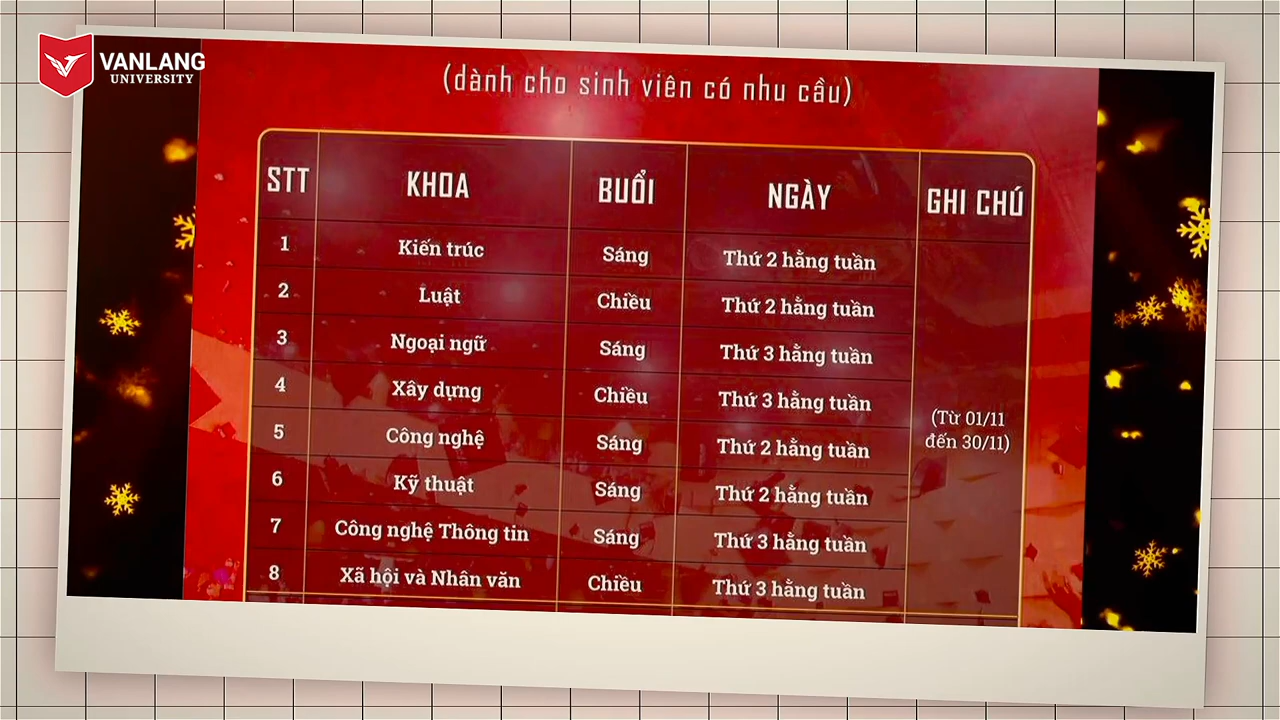 VANLANG
UNIVERSITY
(dành cho sinh viên có nhu cầu)
STT KHOA BUỔI NGÀY GHI CHÚ
1 Kiến trúc Sáng Thứ 2 hằng tuần
2 Luật Chiều Thứ 2 hằng tuần
3 Ngoại ngữ Sáng Thứ 3 hằng tuần
4 Xây dựng Chiều Thứ 3 hằng tuần
(Từ 01/11
đến 30/11)
5 Công nghệ Sáng Thứ 2 hằng tuần
6 Kỹ thuật Sáng Thứ 2 hằng tuần
7 Công nghệ Thông tin Sáng Thứ 3 hằng tuần
8 Xã hội và Nhân văn Chiều Thứ 3 hằng tuần